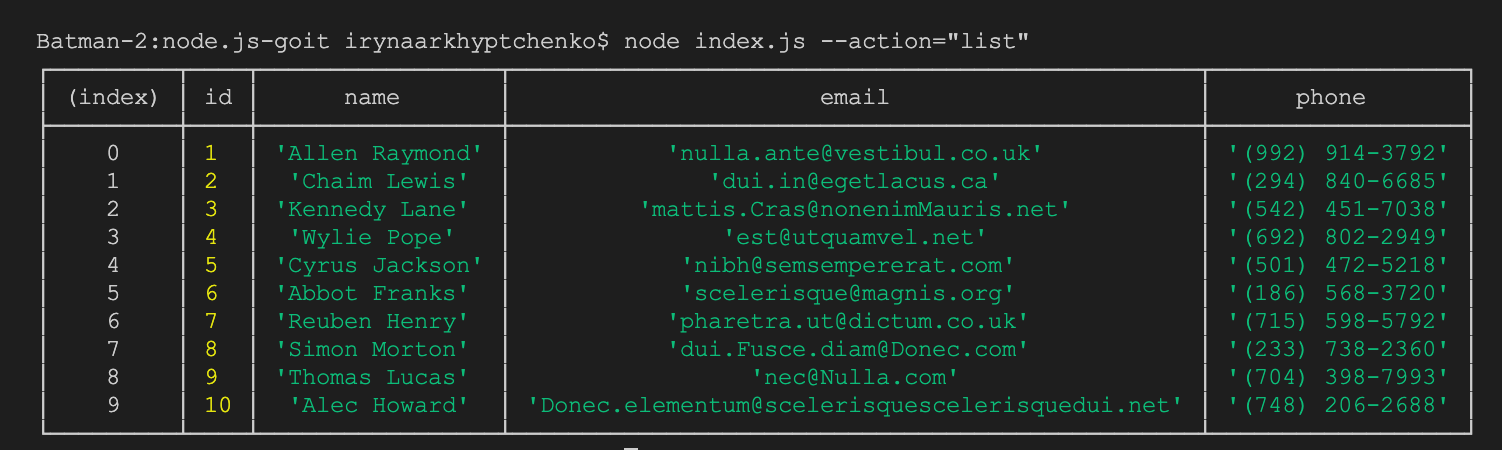 Batman-2:node.js-goit irynaarkhyptchenko$ node index.js --action="list"
(index) id name email phone
0 1 'Allen Raymond' 'nulla.ante@vestibul.co.uk' '(992) 914-3792'
1 2 'Chaim Lewis' 'dui.in@egetlacus.ca' '(294) 840-6685'
2 3 'Kennedy Lane' 'mattis.Cras@nonenimMauris.net' '(542) 451-7038'
3 4 'Wylie Pope' 'est@utquamvel.net' '(692) 802-2949'
4 5 'Cyrus Jackson' 'nibh@semsempererat.com' '(501) 472-5218'
5 6 'Abbot Franks' 'scelerisque@magnis.org' '(186) 568-3720'
6 7 'Reuben Henry' 'pharetra.ut@dictum.co.uk' '(715) 598-5792'
7 8 'Simon Morton' 'dui.Fusce.diam@Donec.com' '(233) 738-2360'
8 9 'Thomas Lucas' 'nec@Nulla.com' '(704) 398-7993'
9 10 'Alec Howard' 'Donec.elementum@scelerisquescelerisquedui.net' '(748) 206-2688'